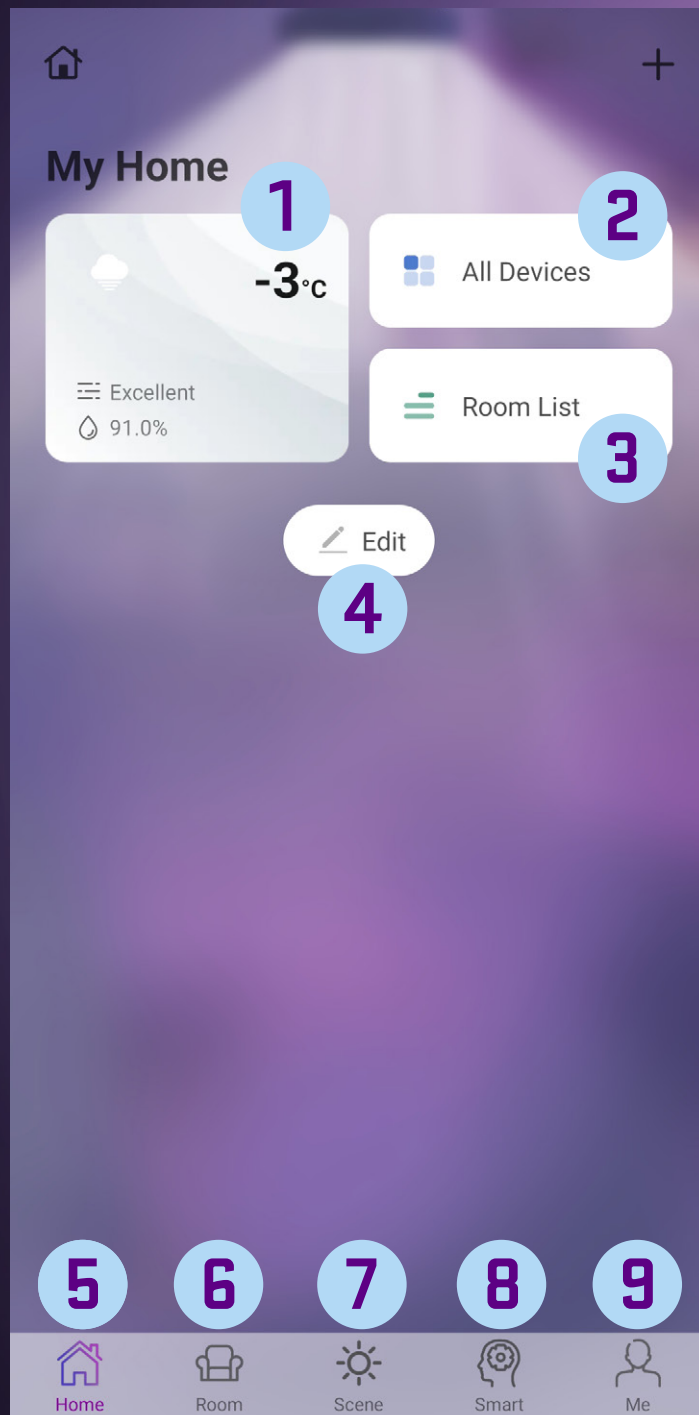 My Home
1
2
-3°C
All Devices
Excellent
91.0%
Room List
3
Edit
4
5 6 7 8 9
Home Room Scene Smart Me